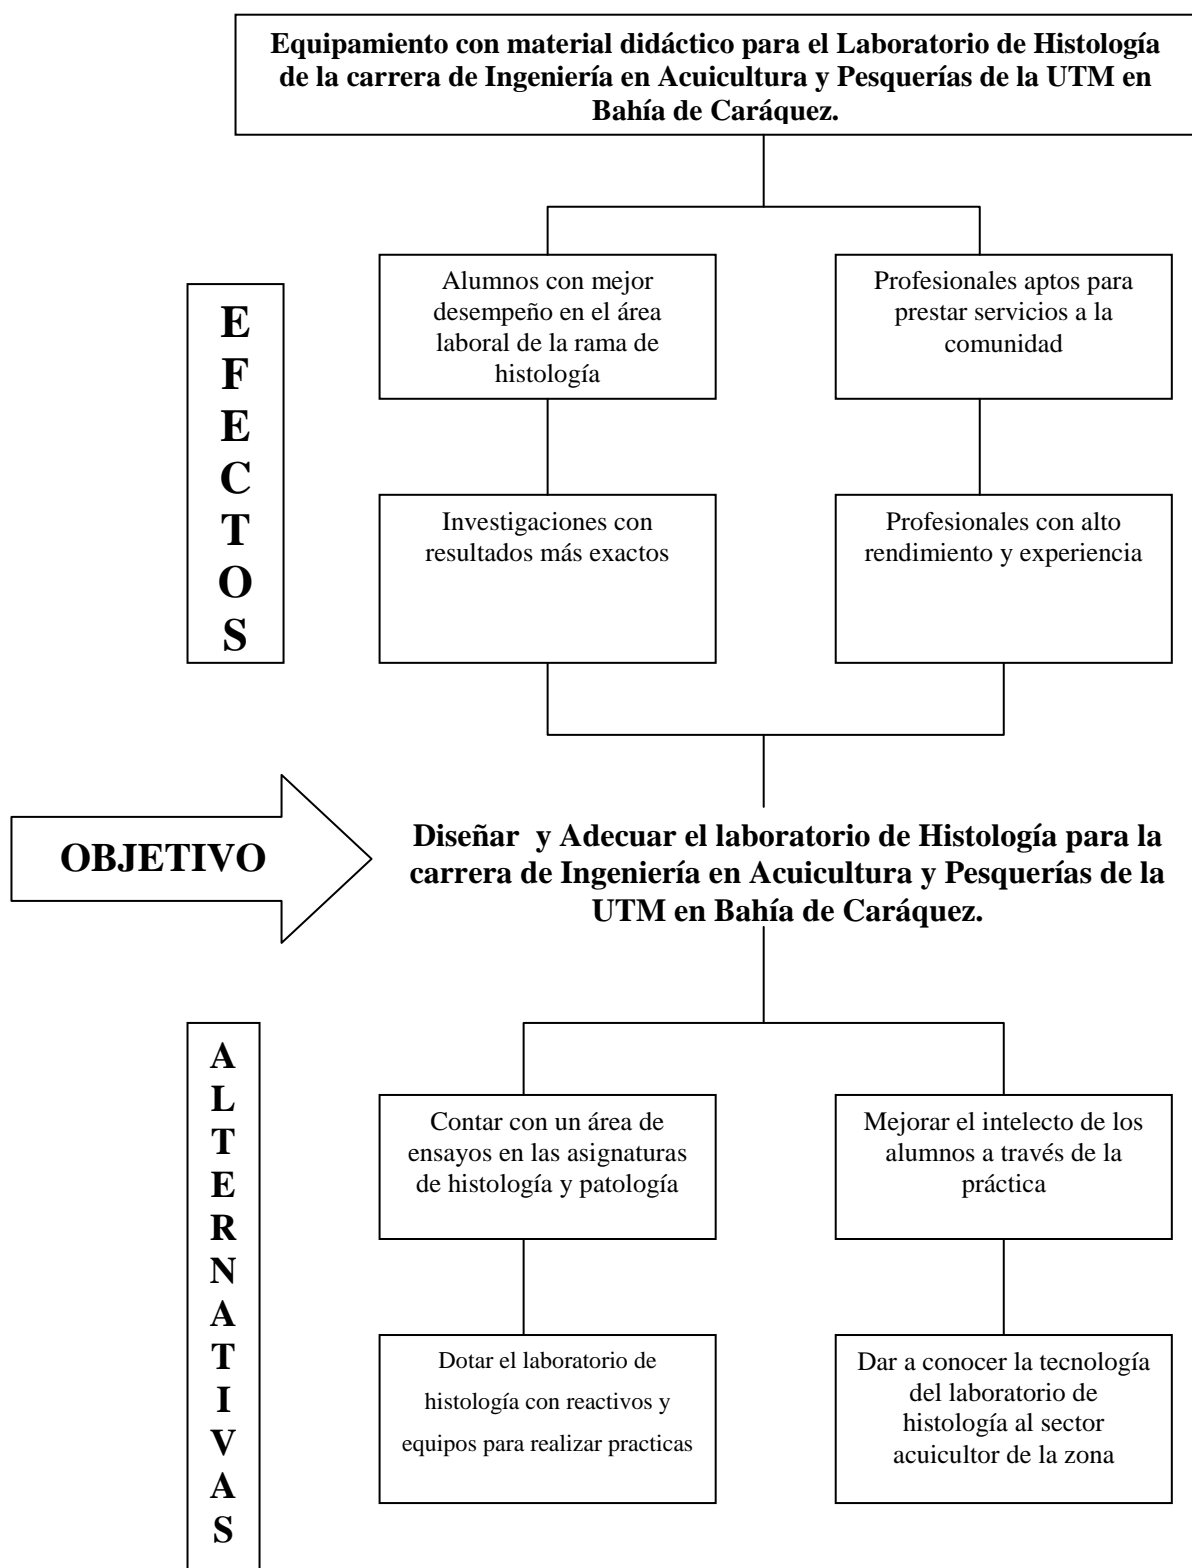 Equipamiento con material didáctico para el Laboratorio de Histología
de la carrera de Ingeniería en Acuicultura y Pesquerías de la UTM en
Bahía de Caráquez.
E
F
E
C
T
O
S
Alumnos con mejor
desempeño en el área
laboral de la rama de
histología
Profesionales aptos para
prestar servicios a la
comunidad
Investigaciones con
resultados más exactos
Profesionales con alto
rendimiento y experiencia
OBJETIVO
Diseñar y Adecuar el laboratorio de Histología para la
carrera de Ingeniería en Acuicultura y Pesquerías de la
UTM en Bahía de Caráquez.
A
L
T
E
R
N
A
T
I
V
A
S
Contar con un área de
ensayos en las asignaturas
de histología y patología
Mejorar el intelecto de los
alumnos a través de la
práctica
Dotar el laboratorio de
histología con reactivos y
equipos para realizar practicas
Dar a conocer la tecnología
del laboratorio de
histología al sector
acuicultor de la zona